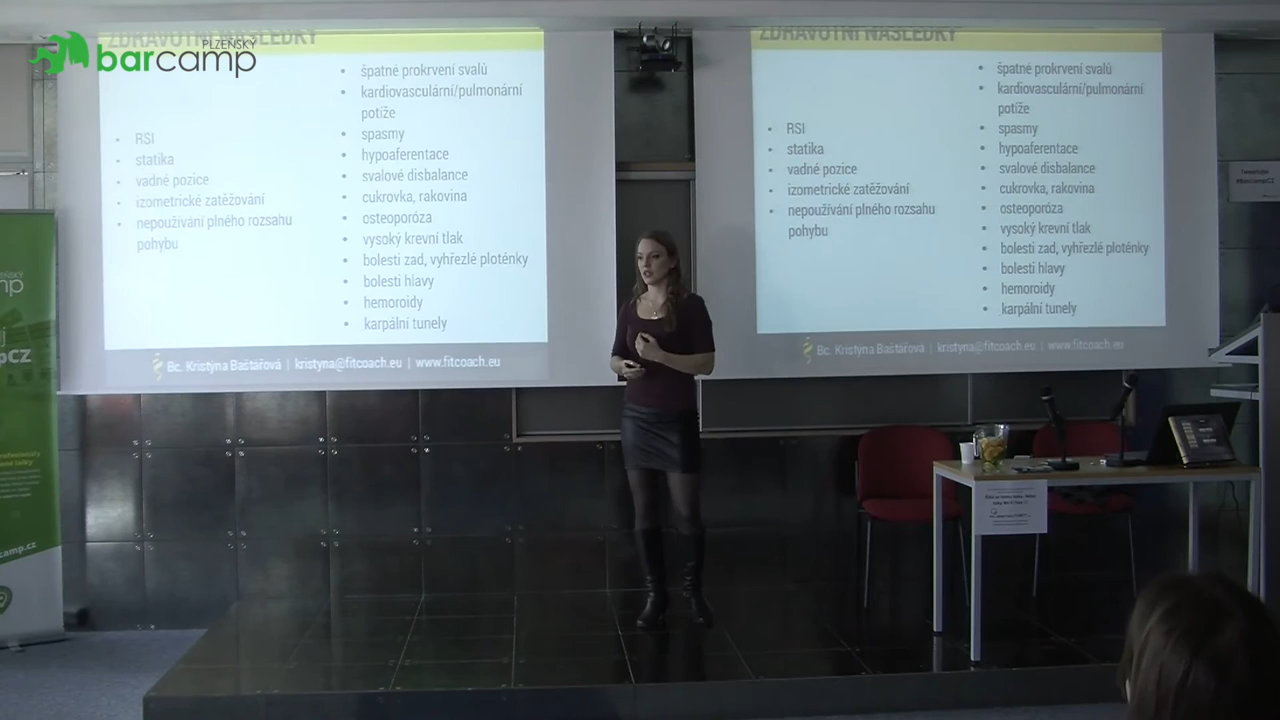 PLZEŇSKÝ
barcamp
ZDRAVOTNÍ NÁSLEDKY
• RSI
• statika
• vadné pozice
• izometrické zatěžování
• nepoužívání plného rozsahu
pohybu
• špatné prokrvení svalů
• kardiovasculární/pulmonární
potíže
• spasmy
• hypoaferentace
• svalové disbalance
• cukrovka, rakovina
• osteoporóza
• vysoký krevní tlak
• bolesti zad, vyhřezlé ploténky
• bolesti hlavy
• hemoroidy
• karpální tunely
Bc. Kristýna Baštářová | kristyna@fitcoach.eu | www.fitcoach.eu
ZDRAVOTNÍ NÁSLEDKY
• RSI
• statika
• vadné pozice
• izometrické zatěžování
• nepoužívání plného rozsahu
pohybu
• špatné prokrvení svalů
• kardiovasculární/pulmonární
potíže
• spasmy
• hypoaferentace
• svalové disbalance
• cukrovka, rakovina
• osteoporóza
• vysoký krevní tlak
• bolesti zad, vyhřezlé ploténky
• bolesti hlavy
• hemoroidy
• karpální tunely
Bc. Kristýna Baštářová | kristyna@fitcoach.eu | www.fitcoach.eu
#BarcampCZ